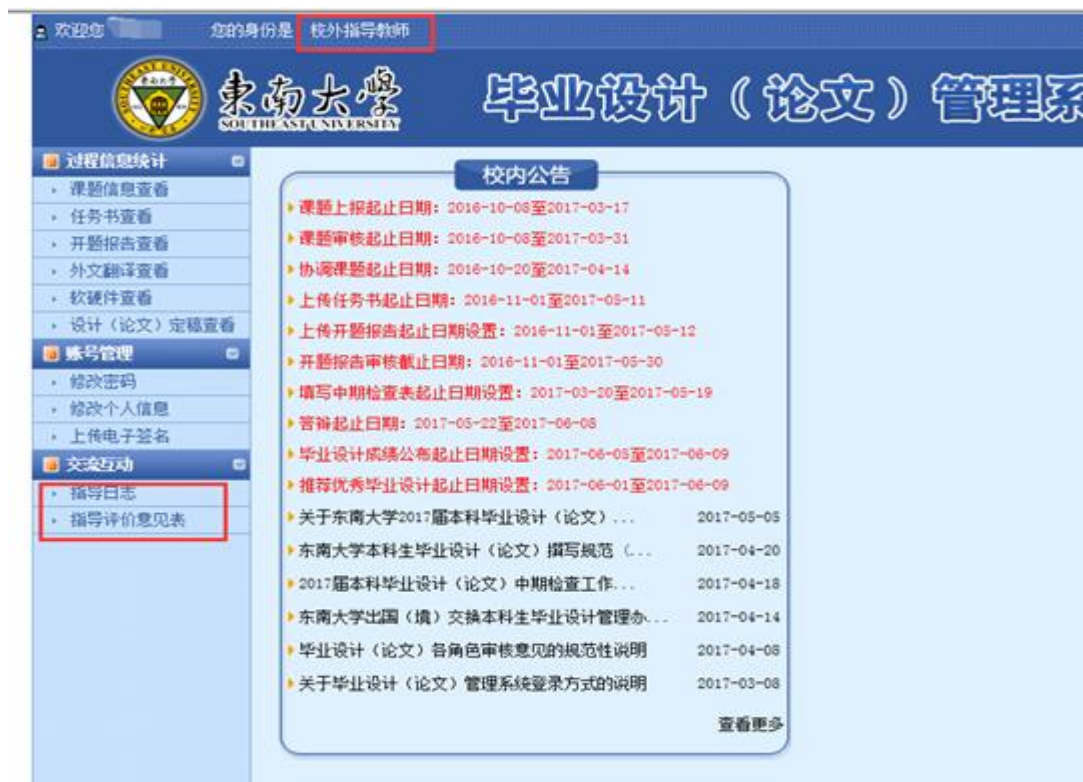 欢迎您 您的身份是 校外指导教师
東南大學 毕业设计（论文）管理系
SOUTHEAST UNIVERSITY
过程信息统计
课题信息查看
任务书查看
开题报告查看
外文翻译查看
软硬件查看
设计（论文）定稿查看
账号管理
修改密码
修改个人信息
上传电子签名
交流互动
指导日志
指导评价意见表
校内公告
课题上报起止日期：2016-10-08至2017-03-17
课题审核起止日期：2016-10-08至2017-03-31
协调课题起止日期：2016-10-20至2017-04-14
上传任务书起止日期：2016-11-01至2017-05-11
上传开题报告起止日期设置：2016-11-01至2017-05-12
开题报告审核截止日期：2016-11-01至2017-05-30
填写中期检查表起止日期设置：2017-03-20至2017-05-19
答辩起止日期：2017-05-22至2017-06-08
毕业设计成绩公布起止日期设置：2017-06-05至2017-06-09
推荐优秀毕业设计起止日期设置：2017-06-01至2017-06-09
关于东南大学2017届本科毕业设计（论文）... 2017-05-05
东南大学本科生毕业设计（论文）撰写规范（... 2017-04-20
2017届本科毕业设计（论文）中期检查工作... 2017-04-18
东南大学出国（境）交换本科生毕业设计管理办... 2017-04-14
毕业设计（论文）各角色审核意见的规范性说明 2017-04-08
关于毕业设计（论文）管理系统登录方式的说明 2017-03-08
查看更多